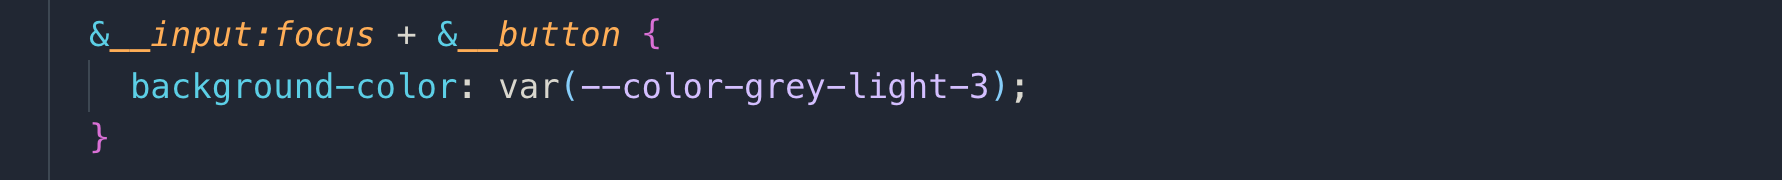 &__input:focus + &__button {
background-color: var(--color-grey-light-3);
}